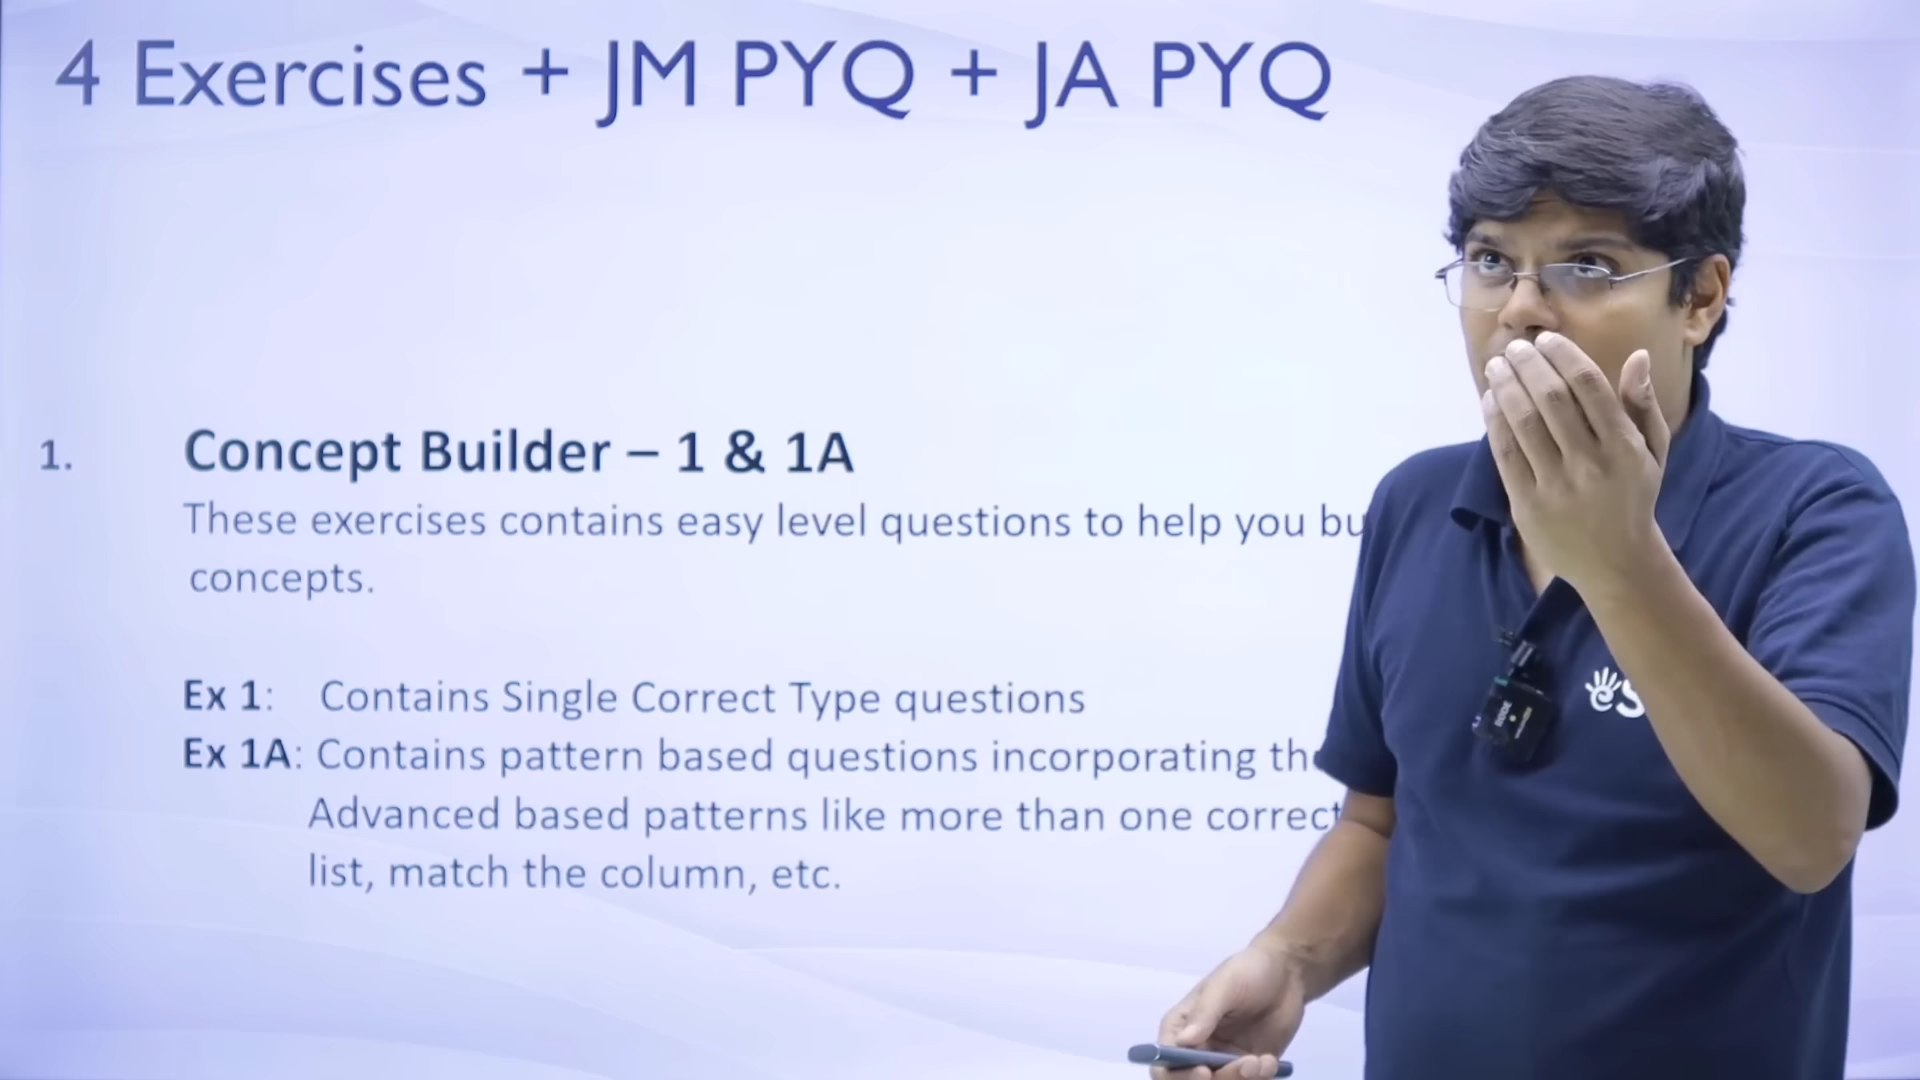 4 Exercises + JM PYQ + JA PYQ
1. Concept Builder – 1 & 1A
These exercises contains easy level questions to help you
concepts.
Ex 1: Contains Single Correct Type questions
Ex 1A: Contains pattern based questions incorporating
Advanced based patterns like more than one correct
list, match the column, etc.
RODE